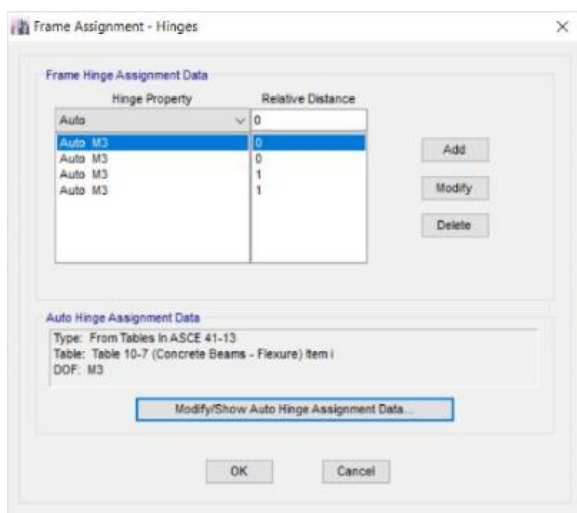 Frame Assignment - Hinges
Frame Hinge Assignment Data
Hinge Property Relative Distance
Auto 0
Auto M3 0
Auto M3 0
Auto M3 1
Auto M3 1
Add
Modify
Delete
Auto Hinge Assignment Data
Type: From Tables In ASCE 41-13
Table: Table 10-7 (Concrete Beams - Flexure) Item i
DOF: M3
Modify/Show Auto Hinge Assignment Data...
OK Cancel